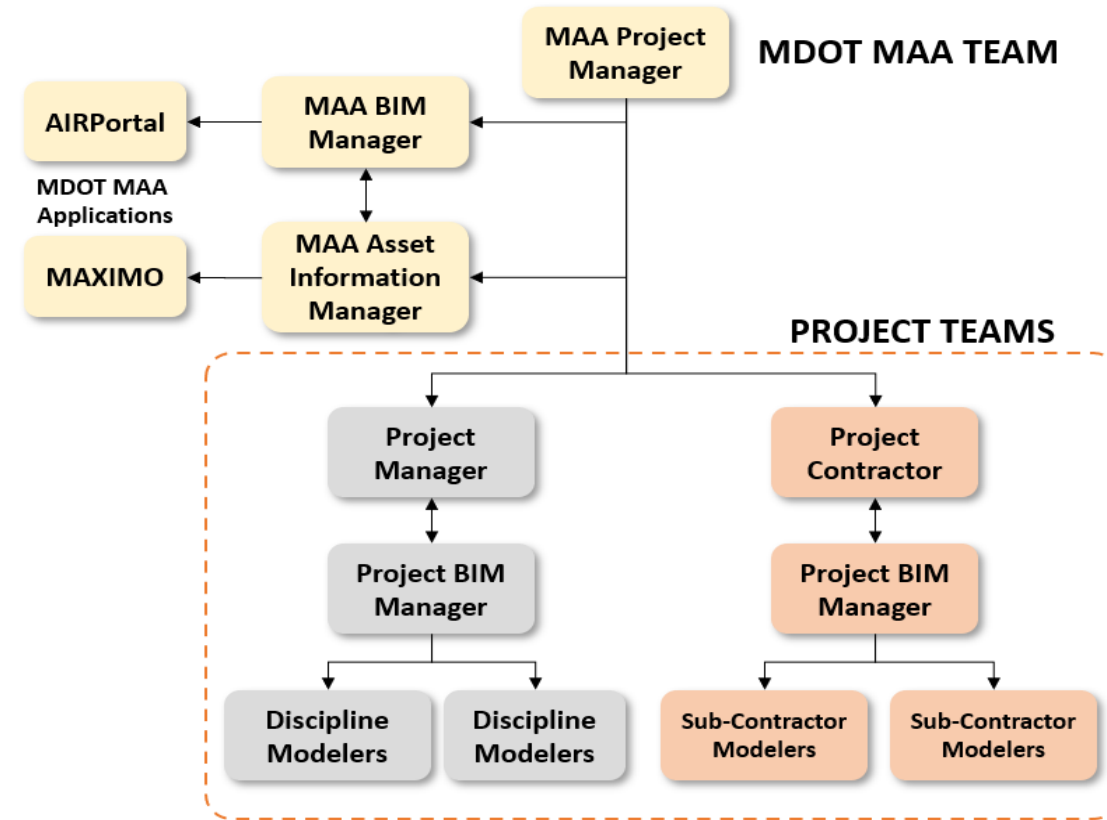 MAA Project
Manager
MDOT MAA TEAM
AIRPortal
MAA BIM
Manager
MDOT MAA
Applications
MAXIMO
MAA Asset
Information
Manager
PROJECT TEAMS
Project
Manager
Project
Contractor
Project BIM
Manager
Project BIM
Manager
Discipline
Modelers
Discipline
Modelers
Sub-Contractor
Modelers
Sub-Contractor
Modelers